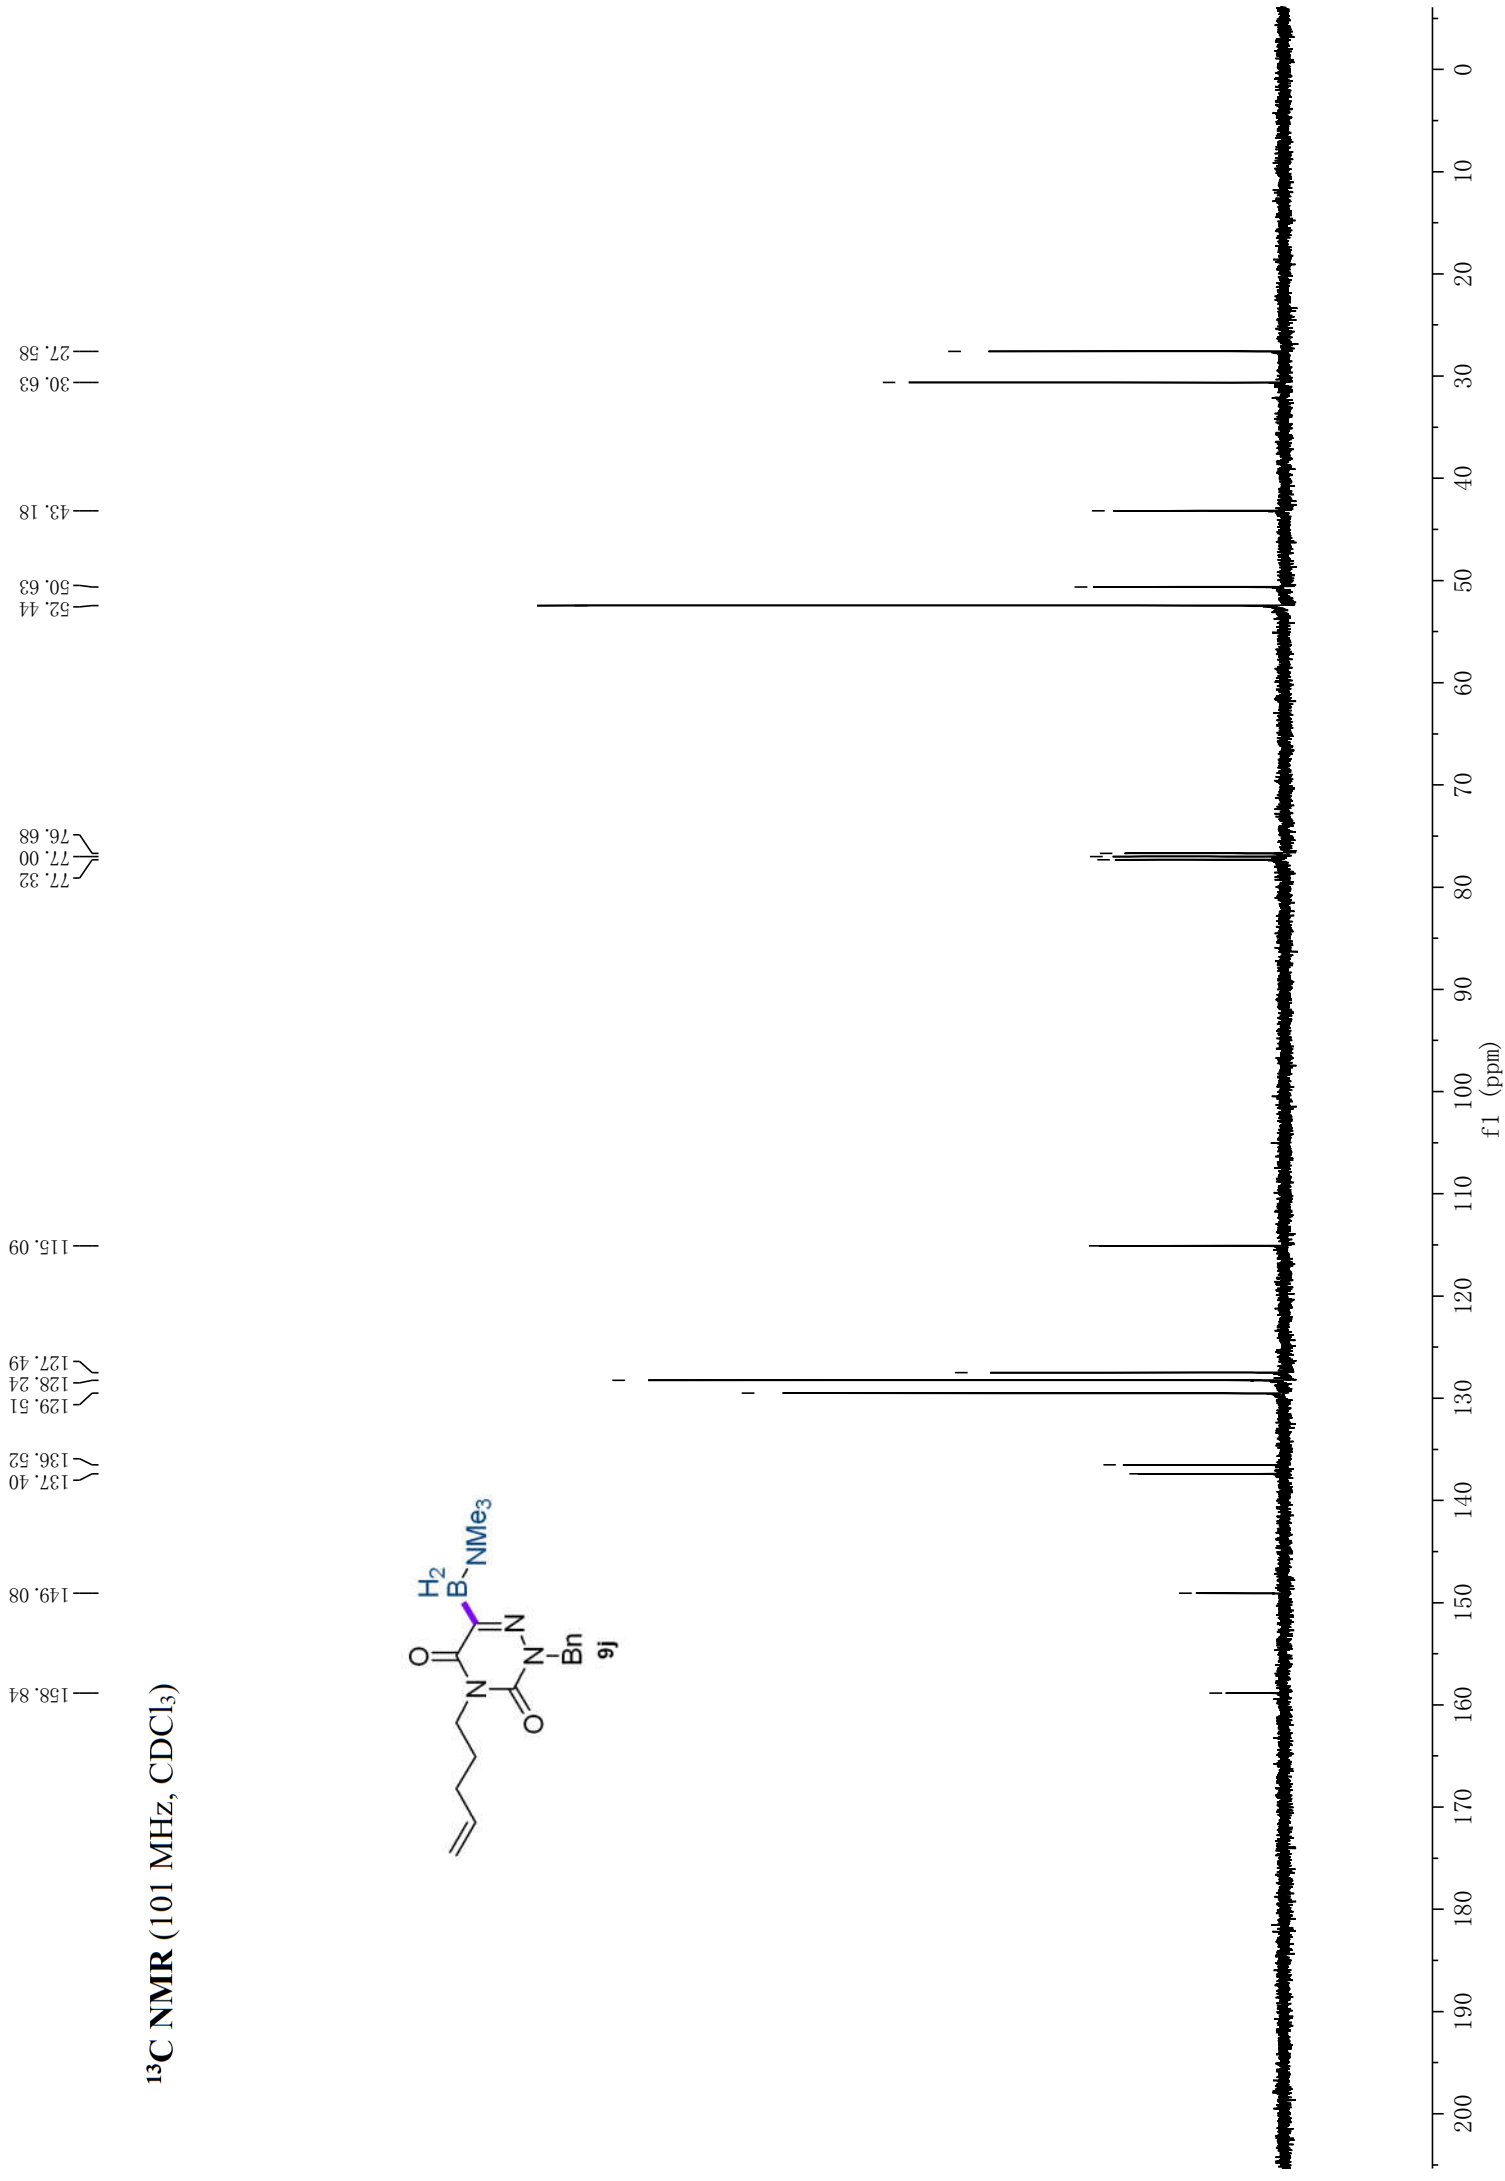 ¹³C NMR (101 MHz, CDCl₃)
158.84
149.08
137.40
136.52
129.51
128.24
127.49
115.09
77.32
77.00
76.68
52.44
50.63
43.18
30.63
27.58
H₂
B
NMe₃
O
N
N
N
O
Bn
9j
200 190 180 170 160 150 140 130 120 110 100 90 80 70 60 50 40 30 20 10 0
f1 (ppm)